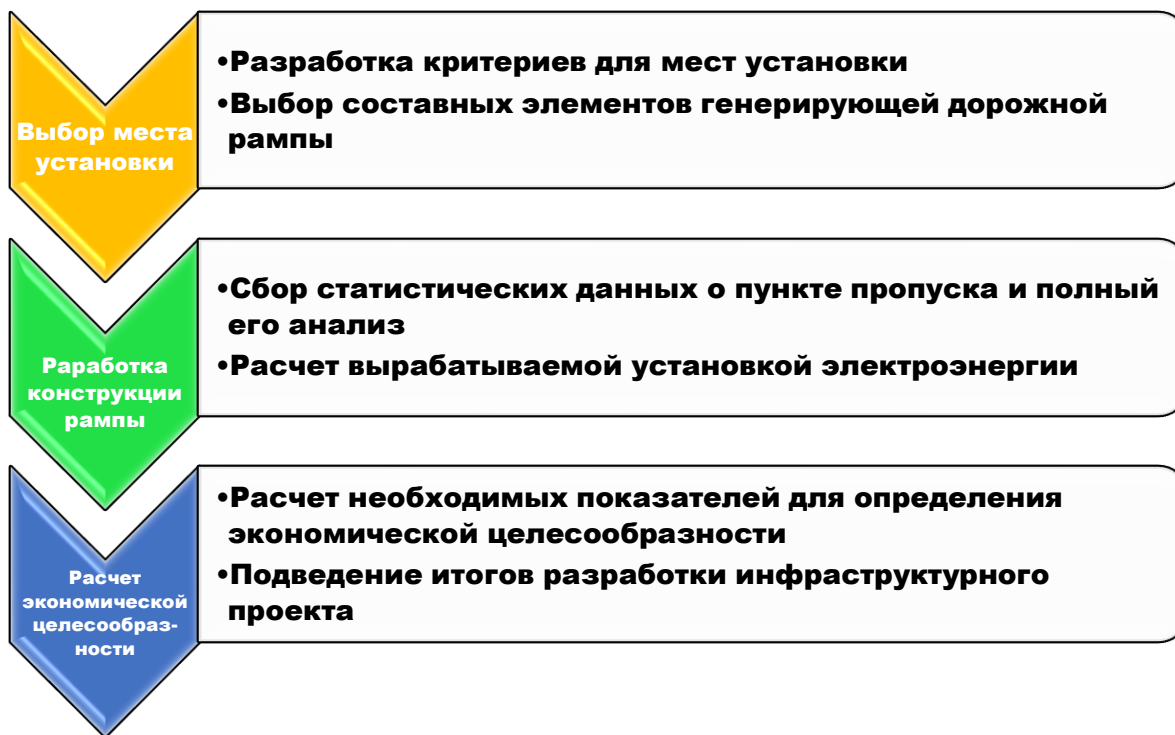 Выбор места
установки
•Разработка критериев для мест установки
•Выбор составных элементов генерирующей дорожной
рампы
Раработка
конструкции
рампы
•Сбор статистических данных о пункте пропуска и полный
его анализ
•Расчет вырабатываемой установкой электроэнергии
Расчет
экономической
целесообраз-
ности
•Расчет необходимых показателей для определения
экономической целесообразности
•Подведение итогов разработки инфраструктурного
проекта